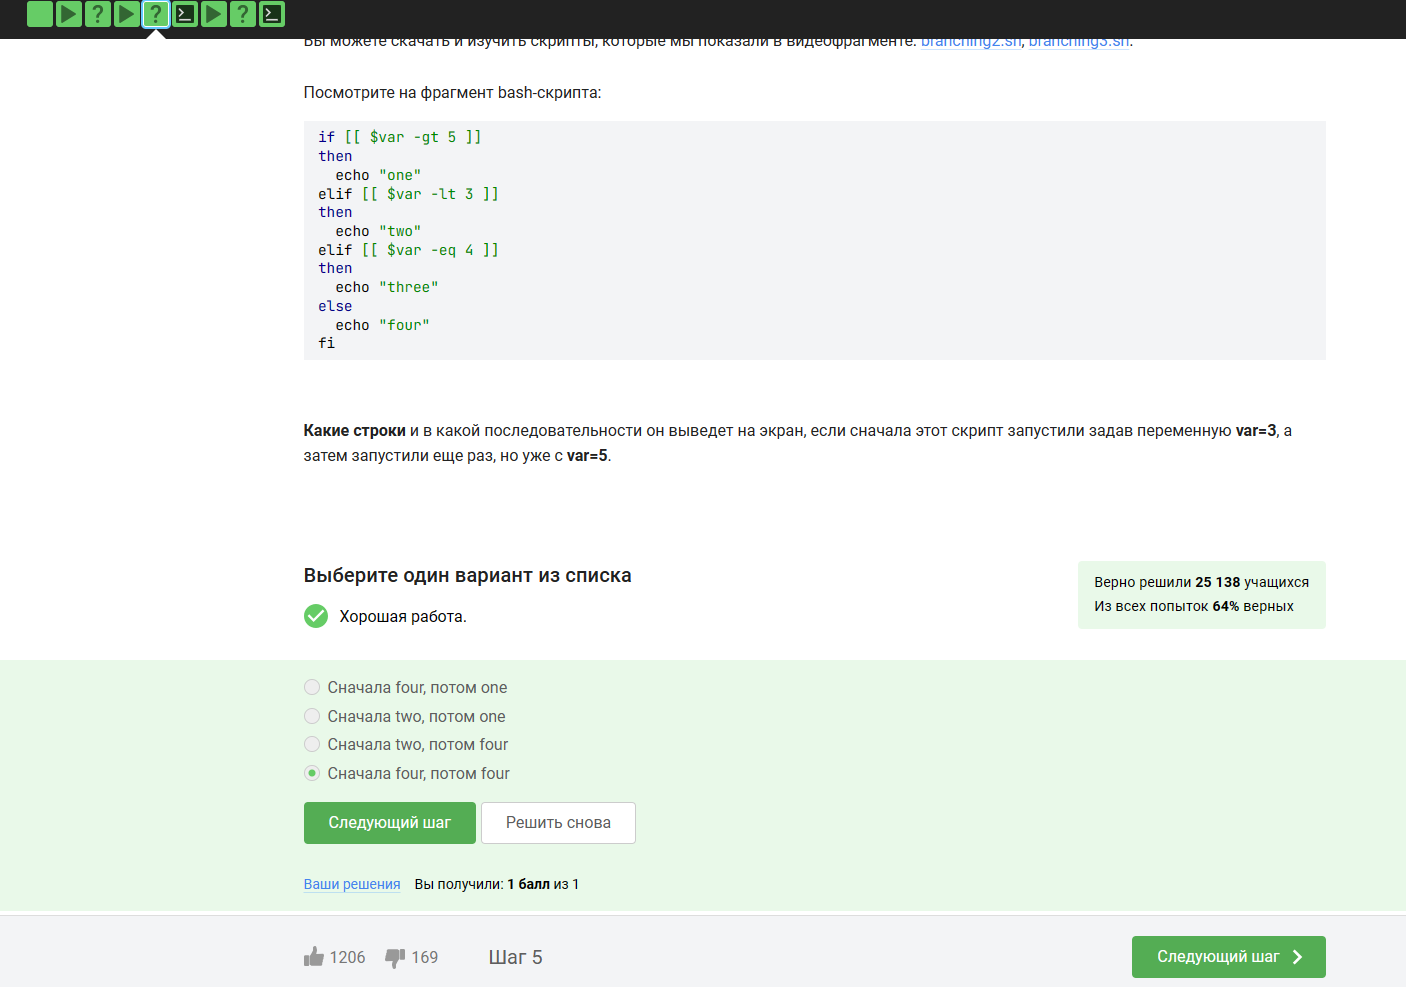 Вы можете скачать и изучить скрипты, которые мы показали в видеофрагменте: branching2.sh, branching3.sh.
Посмотрите на фрагмент bash-скрипта:
if [[ $var -gt 5 ]]
then
  echo "one"
elif [[ $var -lt 3 ]]
then
  echo "two"
elif [[ $var -eq 4 ]]
then
  echo "three"
else
  echo "four"
fi
Какие строки и в какой последовательности он выведет на экран, если сначала этот скрипт запустили задав переменную var=3, а
затем запустили еще раз, но уже с var=5.
Выберите один вариант из списка
Верно решили 25 138 учащихся
Из всех попыток 64% верных
Хорошая работа.
Сначала four, потом one
Сначала two, потом one
Сначала two, потом four
Сначала four, потом four
Следующий шаг Решить снова
Ваши решения Вы получили: 1 балл из 1
1206 169 Шаг 5 Следующий шаг